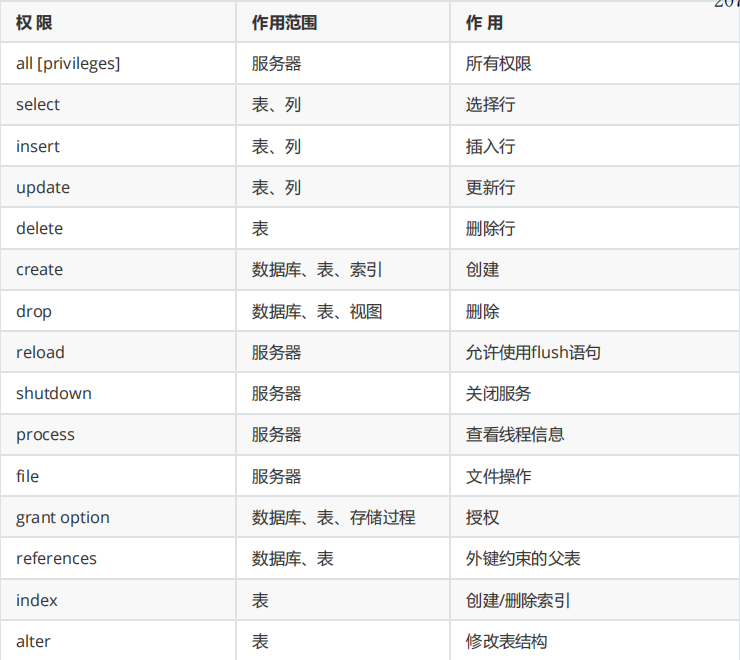 权 限 作用范围 作 用
all [privileges] 服务器 所有权限
select 表、列 选择行
insert 表、列 插入行
update 表、列 更新行
delete 表 删除行
create 数据库、表、索引 创建
drop 数据库、表、视图 删除
reload 服务器 允许使用flush语句
shutdown 服务器 关闭服务
process 服务器 查看线程信息
file 服务器 文件操作
grant option 数据库、表、存储过程 授权
references 数据库、表 外键约束的父表
index 表 创建/删除索引
alter 表 修改表结构